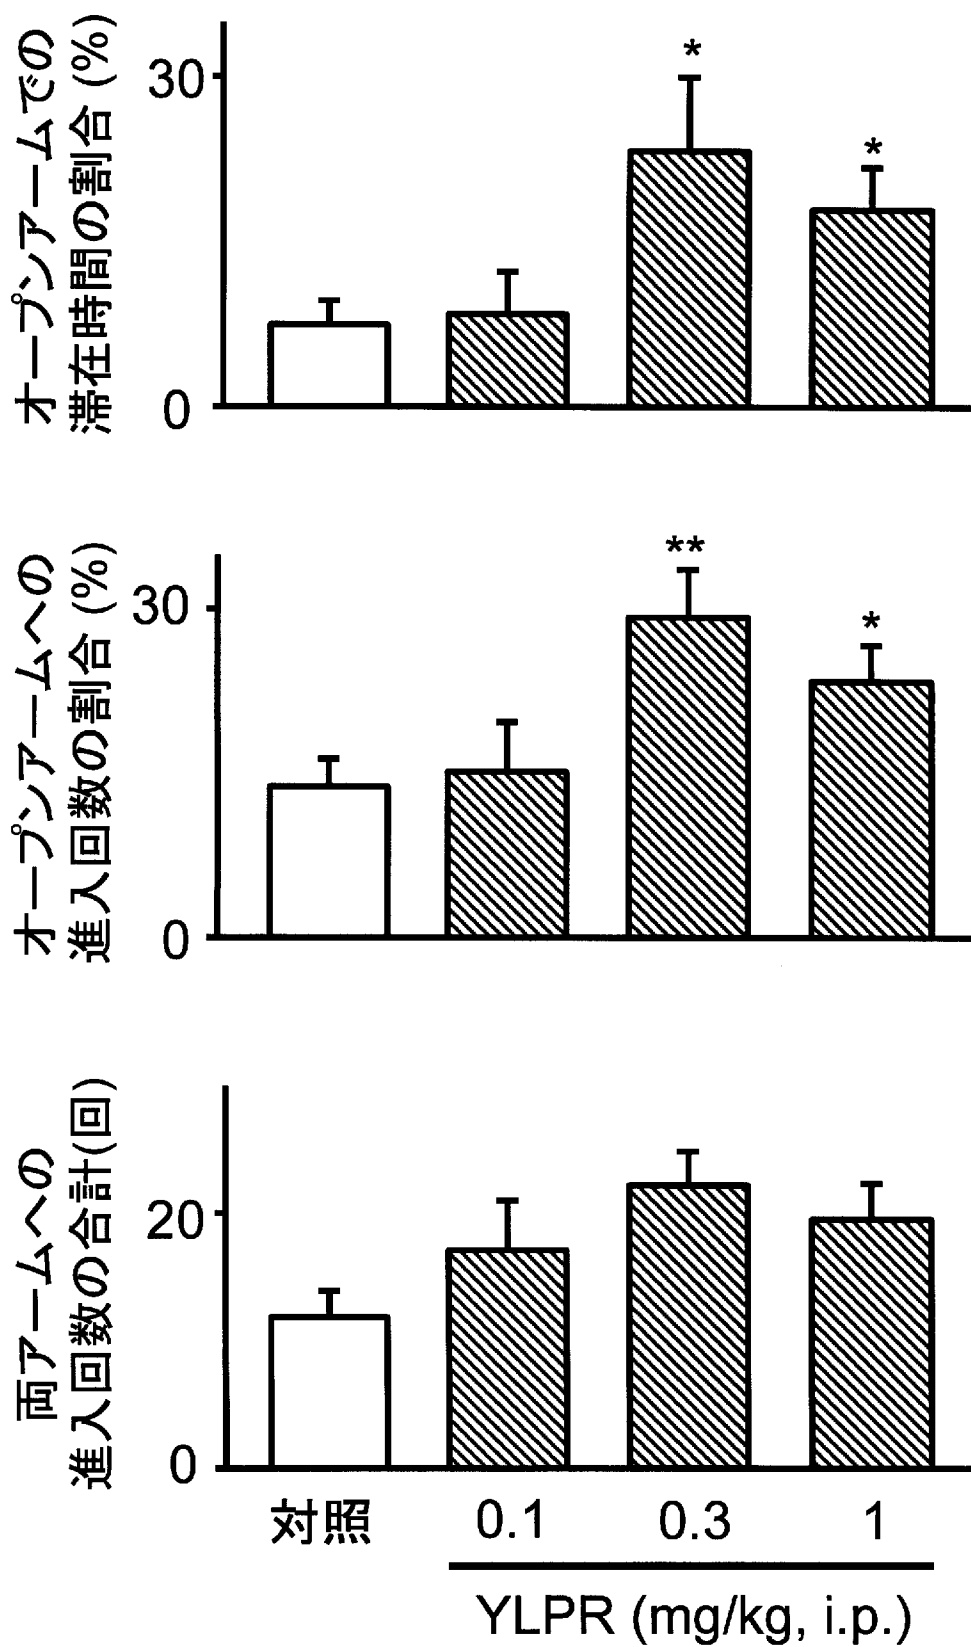 オープンアームでの
滞在時間の割合 (%)
30
0
*
*
オープンアームへの
進入回数の割合 (%)
30
0
**
*
両アームへの
進入回数の合計(回)
20
0
対照 0.1 0.3 1
YLPR (mg/kg, i.p.)